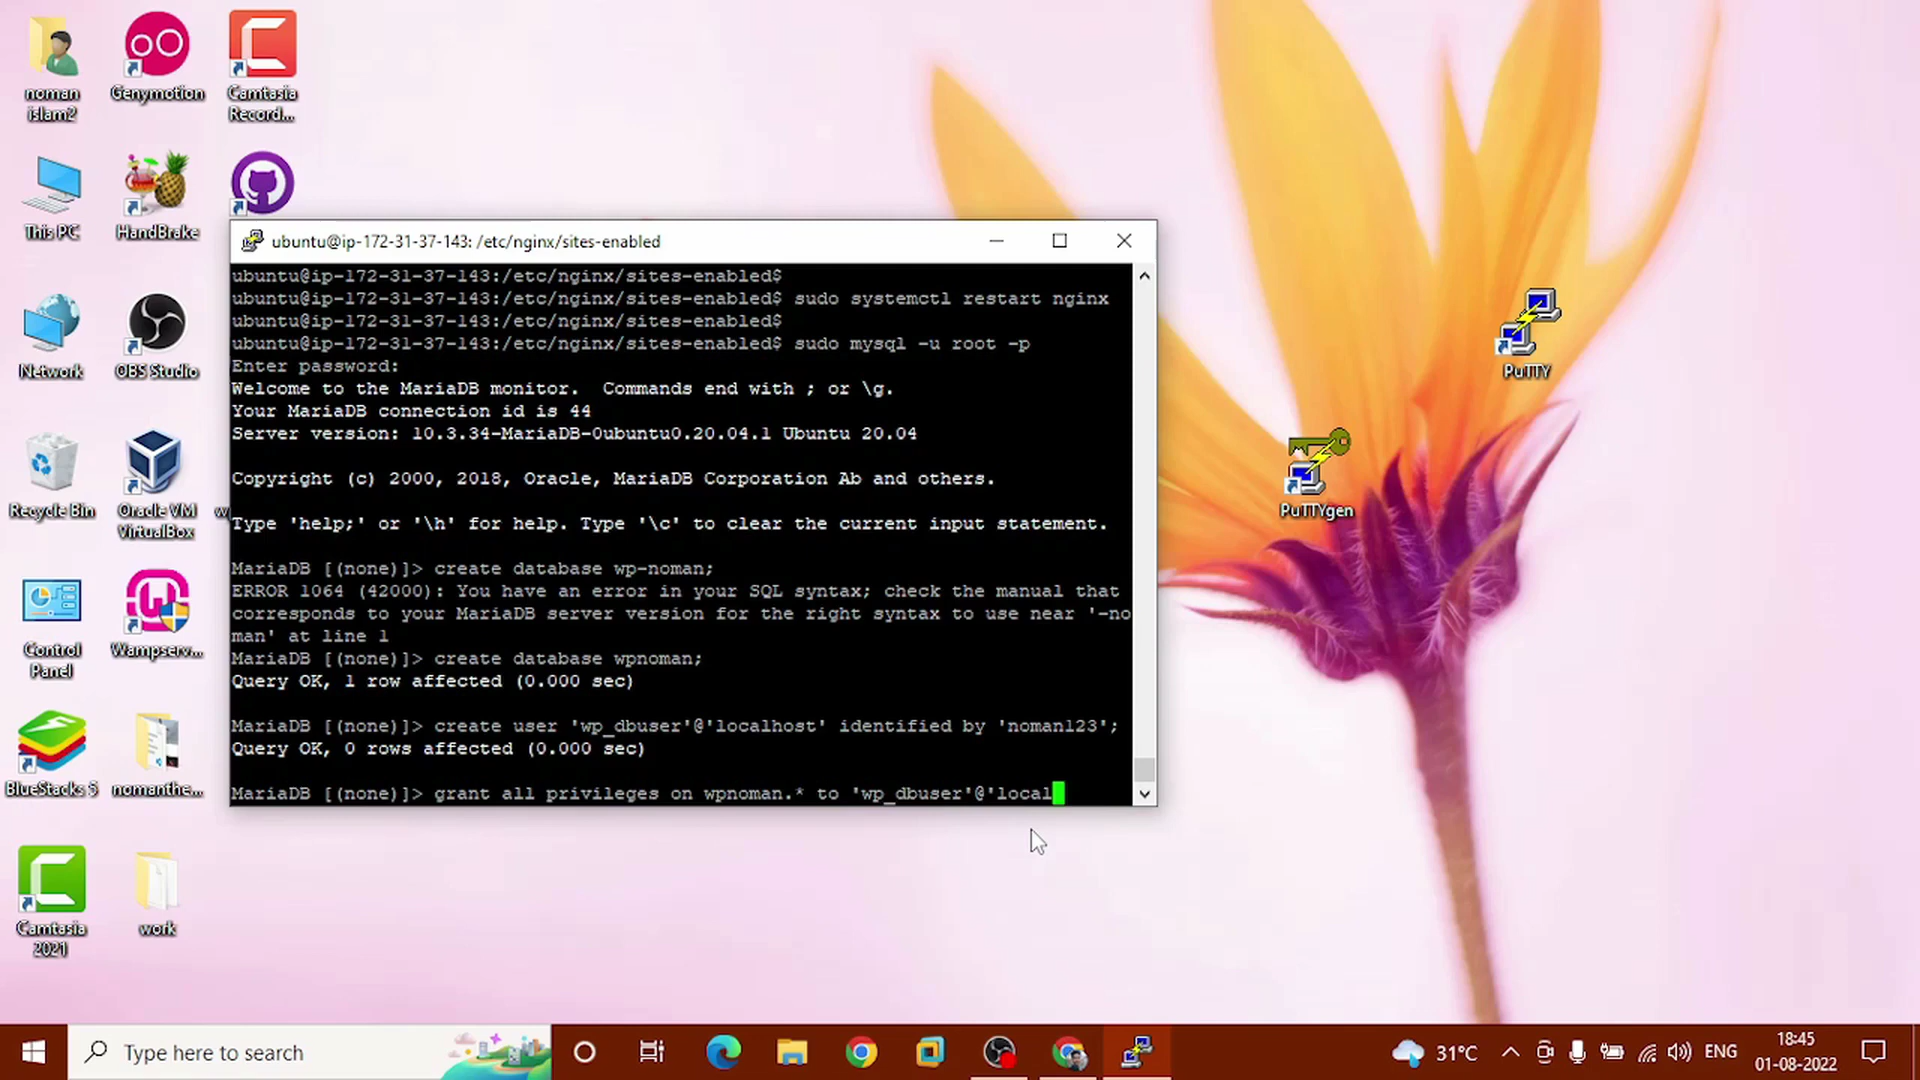 noman
islam2
Genymotion
Camtasia
Record...
This PC
HandBrake
Network
OBS Studio
Recycle Bin
Oracle VM
VirtualBox
w
Control
Panel
Wampserv...
BlueStacks 5
nomanthe...
Camtasia
2021
work
PuTTY
PuTTYgen
ubuntu@ip-172-31-37-143: /etc/nginx/sites-enabled
ubuntu@ip-172-31-37-143:/etc/nginx/sites-enabled$
ubuntu@ip-172-31-37-143:/etc/nginx/sites-enabled$ sudo systemctl restart nginx
ubuntu@ip-172-31-37-143:/etc/nginx/sites-enabled$
ubuntu@ip-172-31-37-143:/etc/nginx/sites-enabled$ sudo mysql -u root -p
Enter password:
Welcome to the MariaDB monitor.  Commands end with ; or \g.
Your MariaDB connection id is 44
Server version: 10.3.34-MariaDB-0ubuntu0.20.04.1 Ubuntu 20.04
Copyright (c) 2000, 2018, Oracle, MariaDB Corporation Ab and others.
Type 'help;' or '\h' for help. Type '\c' to clear the current input statement.
MariaDB [(none)]> create database wp-noman;
ERROR 1064 (42000): You have an error in your SQL syntax; check the manual that
corresponds to your MariaDB server version for the right syntax to use near '-no
man' at line 1
MariaDB [(none)]> create database wpnoman;
Query OK, 1 row affected (0.000 sec)
MariaDB [(none)]> create user 'wp_dbuser'@'localhost' identified by 'noman123';
Query OK, 0 rows affected (0.000 sec)
MariaDB [(none)]> grant all privileges on wpnoman.* to 'wp_dbuser'@'local
Type here to search
31°C
ENG
18:45
01-08-2022